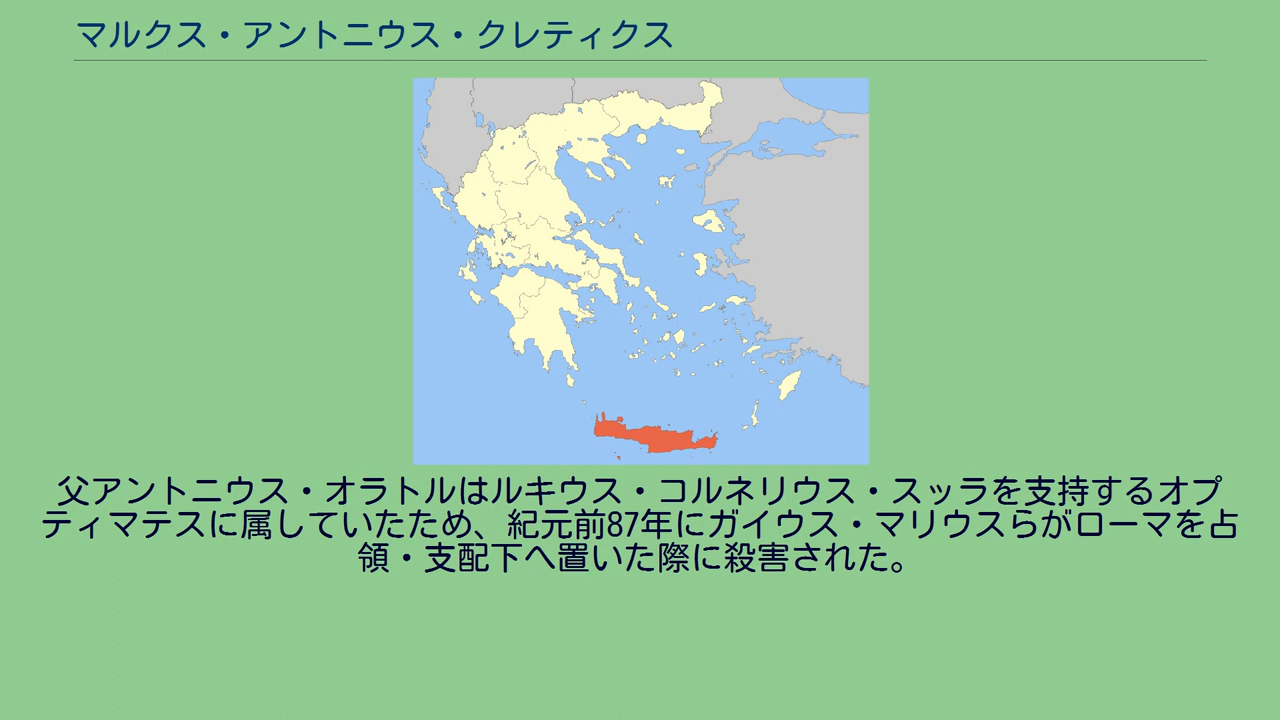 マルクス・アントニウス・クレティクス
父アントニウス・オラトルはルキウス・コルネリウス・スッラを支持するオプ
ティマテスに属していたため、紀元前87年にガイウス・マリウスらがローマを占
領・支配下へ置いた際に殺害された。